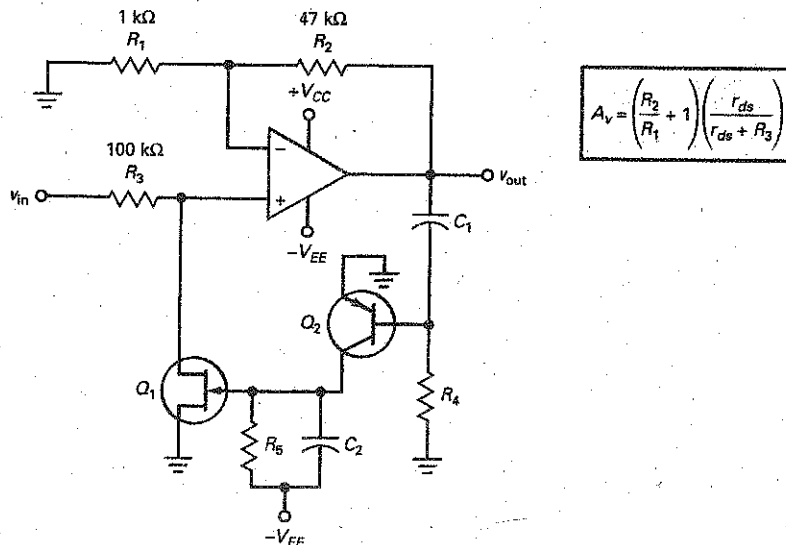 1 kΩ
R1
47 kΩ
R2
+VCC
100 kΩ
R3
vin
−
+
vout
−VEE
C1
Q2
Q1
R4
R5
C2
−VEE
Av = (R2/R1 + 1)(rds/(rds + R3))